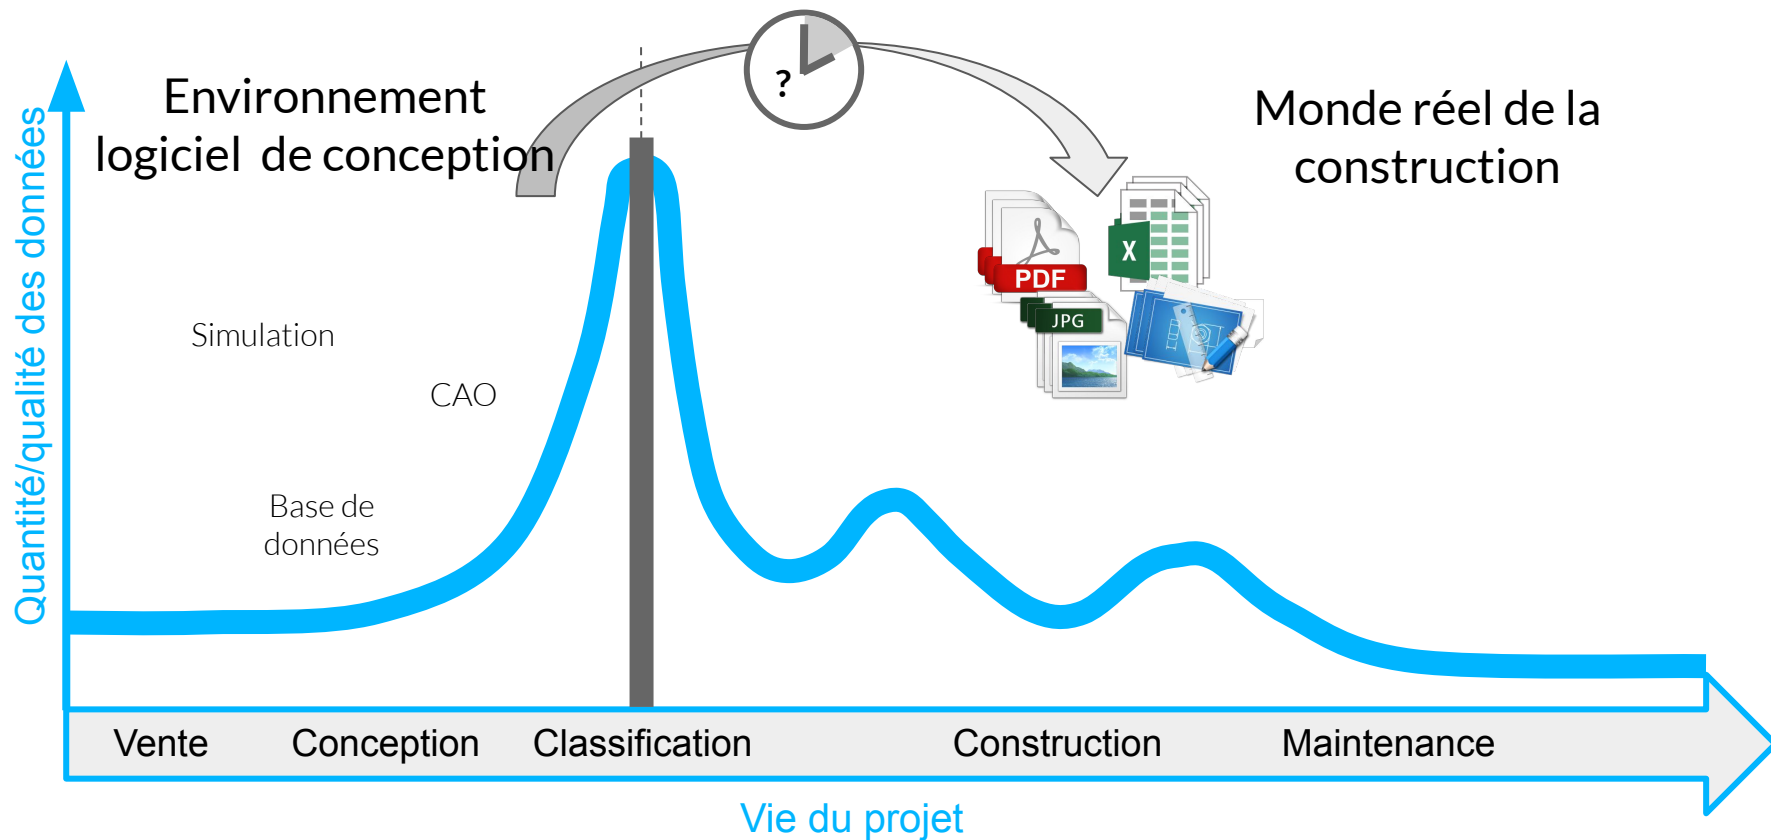 Environnement
logiciel de conception
?
Monde réel de la
construction
Quantité/qualité des données
Simulation
CAO
Base de
données
PDF
X
JPG
Vente
Conception
Classification
Construction
Maintenance
Vie du projet